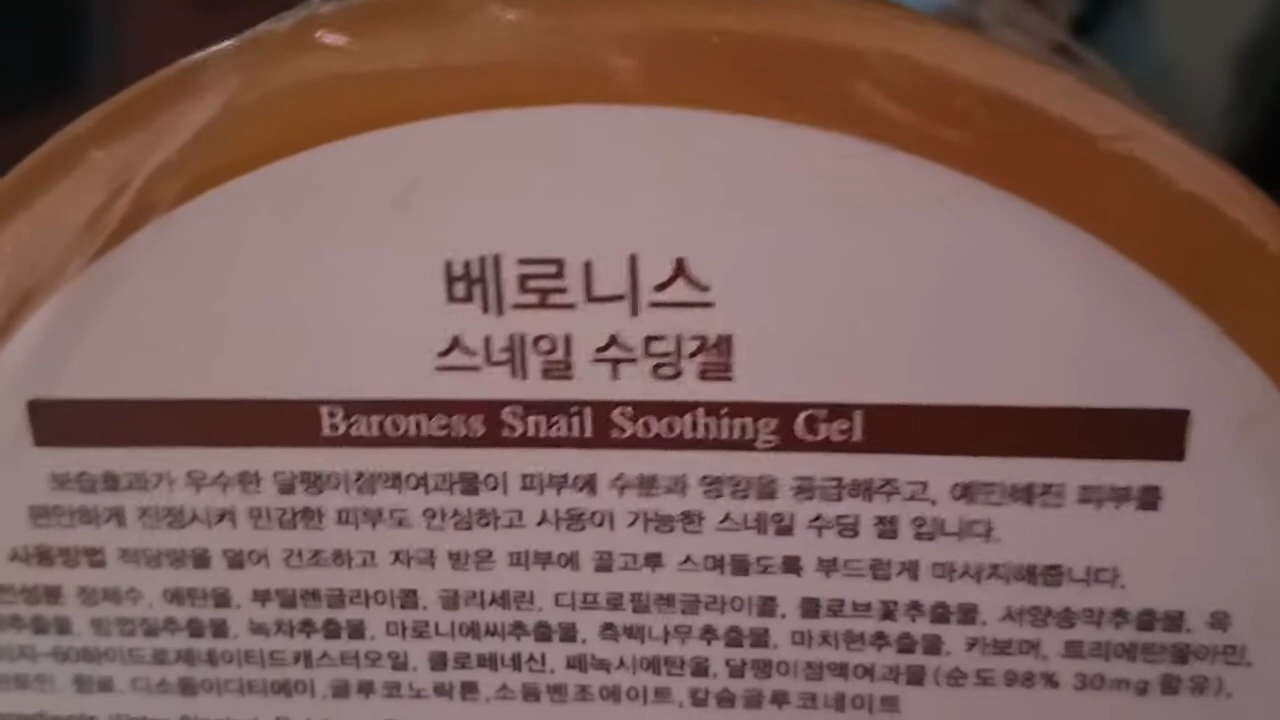 베로니스
스네일 수딩젤
Baroness Snail Soothing Gel
보습효과가 우수한 달팽이점액여과물이 피부에 수분과 영양을 공급해주고, 예민해진 피부를
편안하게 진정시켜 민감한 피부도 안심하고 사용이 가능한 스네일 수딩 젤 입니다.
사용방법 적당량을 덜어 건조하고 자극 받은 피부에 골고루 스며들도록 부드럽게 마사지해줍니다.
정제수, 에탄올, 부틸렌글라이콜, 글리세린, 디프로필렌글라이콜, 클로브꽃추출물, 서양송악추출물, 육
추출물, 밤껍질추출물, 녹차추출물, 마로니에씨추출물, 측백나무추출물, 마치현추출물, 카보머, 트리에탄올아민,
-60하이드로제네이티드캐스터오일, 클로페네신, 페녹시에탄올, 달팽이점액여과물(순도98% 30mg 함유),
향료, 디소듐이디티에이, 글루코노락톤, 소듐벤조에이트, 칼슘글루코네이트